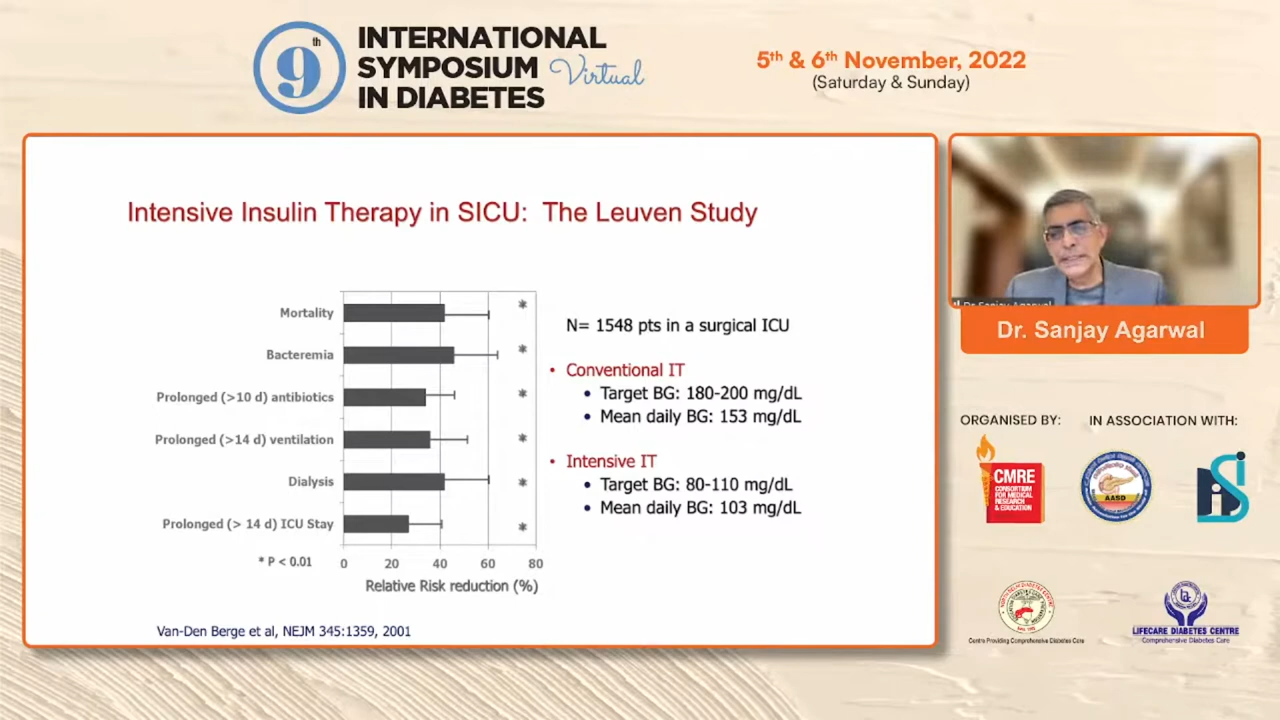 9th
INTERNATIONAL
SYMPOSIUM Virtual
IN DIABETES
5th & 6th November, 2022
(Saturday & Sunday)
Intensive Insulin Therapy in SICU: The Leuven Study
Mortality
*
Bacteremia
*
Prolonged (>10 d) antibiotics
*
Prolonged (>14 d) ventilation
*
Dialysis
*
Prolonged (> 14 d) ICU Stay
*
* P < 0.01
0 20 40 60 80
Relative Risk reduction (%)
N= 1548 pts in a surgical ICU
• Conventional IT
• Target BG: 180-200 mg/dL
• Mean daily BG: 153 mg/dL
• Intensive IT
• Target BG: 80-110 mg/dL
• Mean daily BG: 103 mg/dL
Van-Den Berge et al, NEJM 345:1359, 2001
Dr Sanjay Agarwal
Dr. Sanjay Agarwal
ORGANISED BY:
IN ASSOCIATION WITH:
CMRE
CONSORTIUM
FOR MEDICAL
RESEARCH
& EDUCATION
AASD
Centre Providing Comprehensive Diabetes Care
LIFECARE DIABETES CENTRE
Comprehensive Diabetes Care